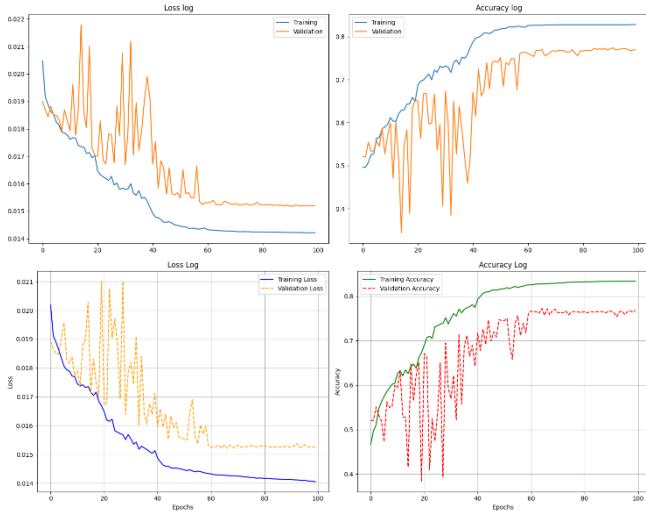 Loss log
0.022
0.021
0.020
0.019
0.018
0.017
0.016
0.015
0.014
0 20 40 60 80 100
Training
Validation
Accuracy log
0.8
0.7
0.6
0.5
0.4
0 20 40 60 80 100
Training
Validation
Loss Log
Loss
0.021
0.020
0.019
0.018
0.017
0.016
0.015
0.014
0 20 40 60 80 100
Epochs
Training Loss
Validation Loss
Accuracy Log
Accuracy
0.8
0.7
0.6
0.5
0.4
0 20 40 60 80 100
Epochs
Training Accuracy
Validation Accuracy